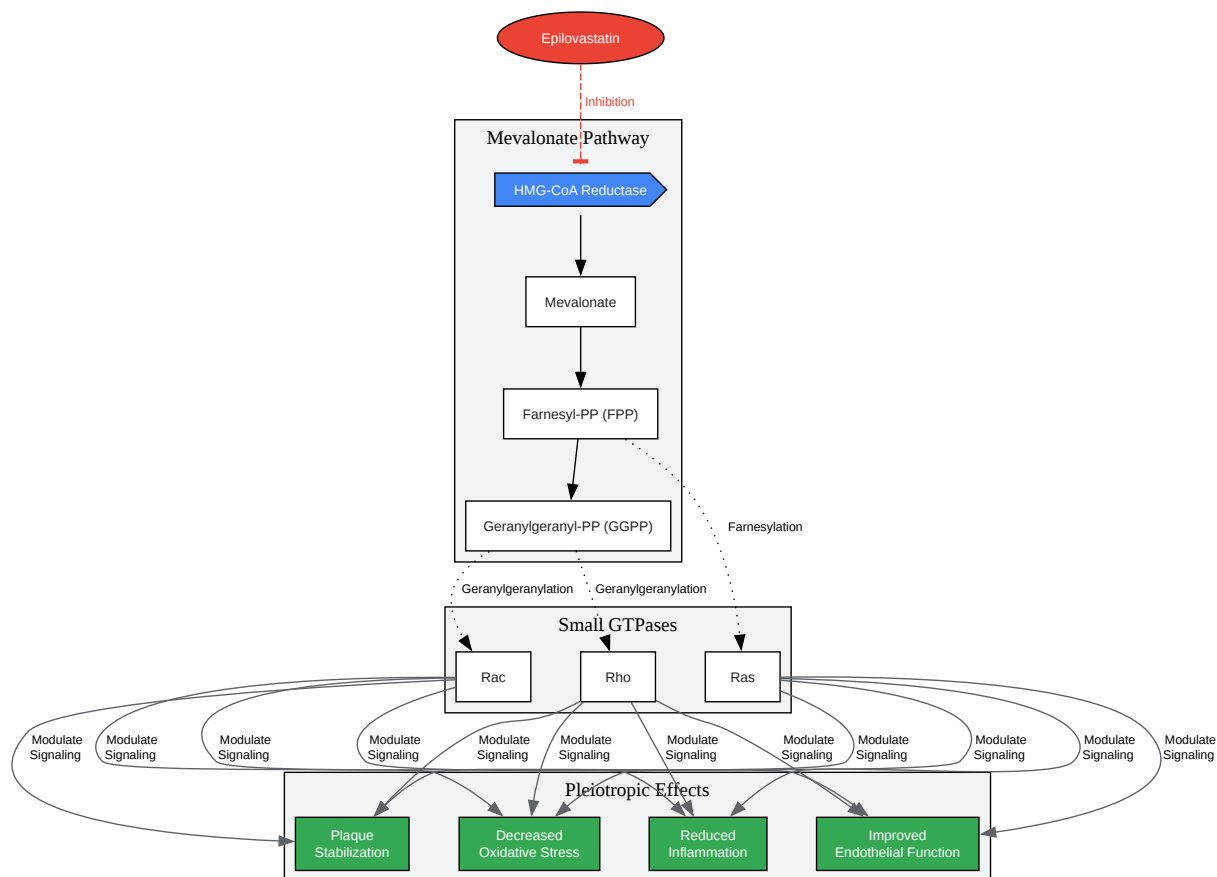 Epilovastatin
Inhibition
Mevalonate Pathway
HMG-CoA Reductase
Mevalonate
Farnesyl-PP (FPP)
Geranylgeranyl-PP (GGPP)
Farnesylation
Geranylgeranylation
Geranylgeranylation
Small GTPases
Rac
Rho
Ras
Modulate
Signaling
Modulate
Signaling
Modulate
Signaling
Modulate
Signaling
Modulate
Signaling
Modulate
Signaling
Modulate
Signaling
Modulate
Signaling
Modulate
Signaling
Modulate
Signaling
Modulate
Signaling
Modulate
Signaling
Pleiotropic Effects
Plaque
Stabilization
Decreased
Oxidative Stress
Reduced
Inflammation
Improved
Endothelial Function